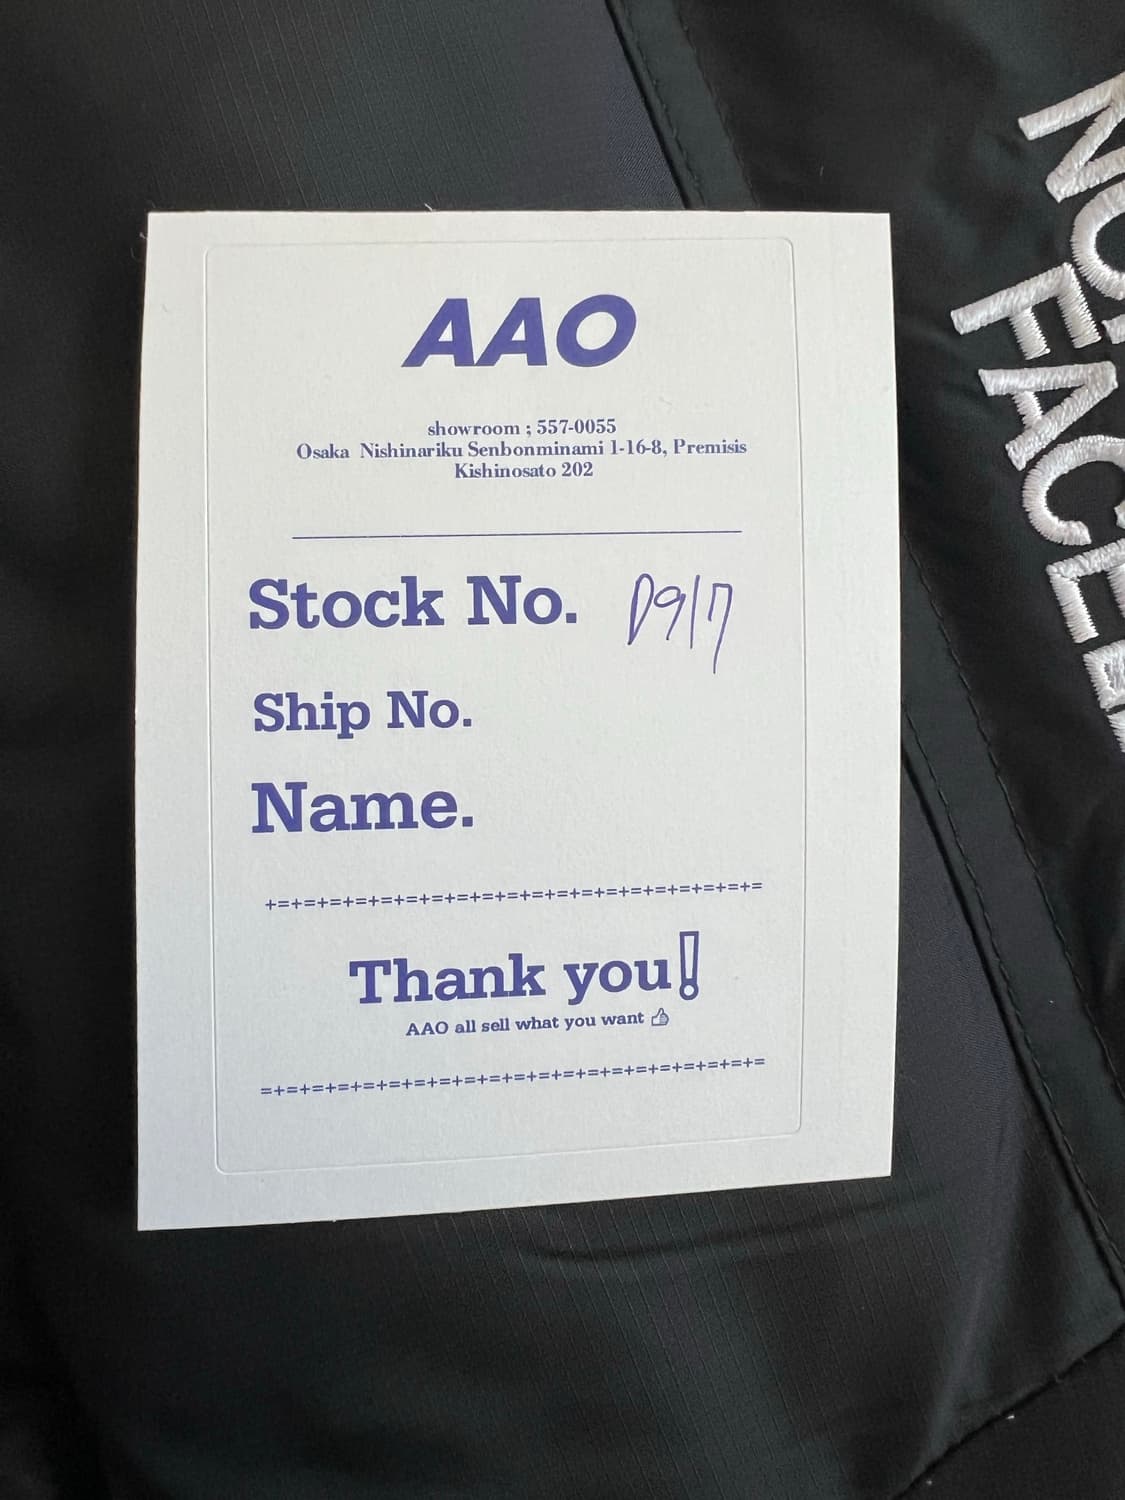 AAO
showroom ; 557-0055
Osaka Nishinariku Senbonminami 1-16-8, Premisis
Kishinosato 202
Stock No. D917
Ship No.
Name.
+=+=+=+=+=+=+=+=+=+=+=+=+=+=+=+=+=+=+=+=
Thank you!
AAO all sell what you want 👍
=+=+=+=+=+=+=+=+=+=+=+=+=+=+=+=+=+=+=+=+=
FACE